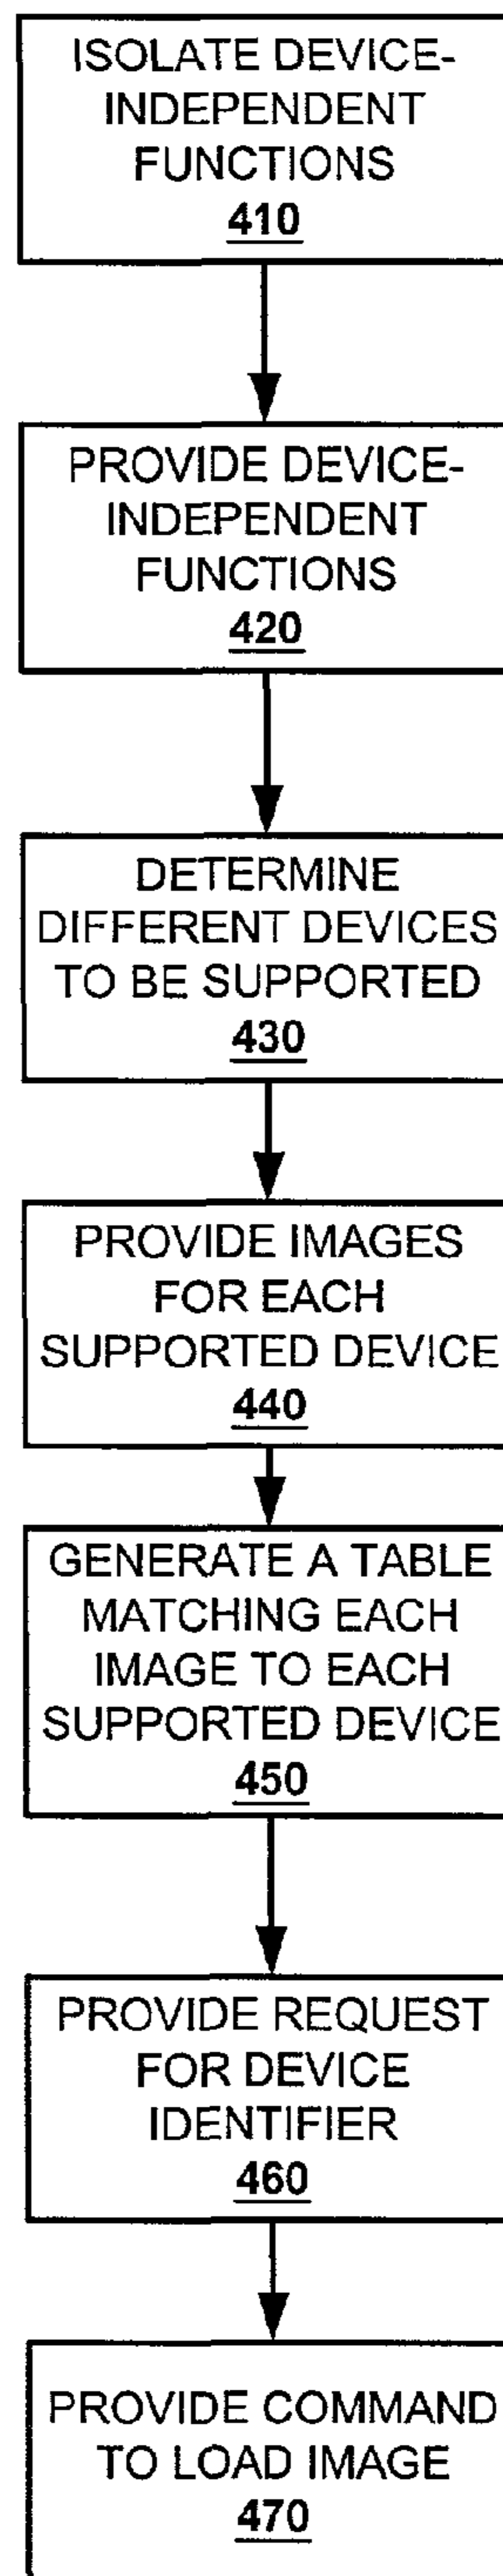 ISOLATE DEVICE-
INDEPENDENT
FUNCTIONS
410
PROVIDE DEVICE-
INDEPENDENT
FUNCTIONS
420
DETERMINE
DIFFERENT DEVICES
TO BE SUPPORTED
430
PROVIDE IMAGES
FOR EACH
SUPPORTED DEVICE
440
GENERATE A TABLE
MATCHING EACH
IMAGE TO EACH
SUPPORTED DEVICE
450
PROVIDE REQUEST
FOR DEVICE
IDENTIFIER
460
PROVIDE COMMAND
TO LOAD IMAGE
470